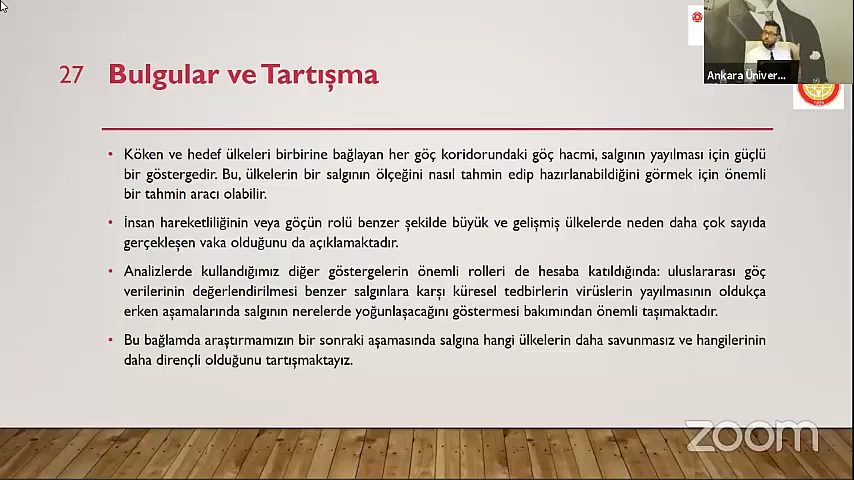 27 Bulgular ve Tartışma
Ankara Üniver...
• Köken ve hedef ülkeleri birbirine bağlayan her göç koridorundaki göç hacmi, salgının yayılması için güçlü
bir göstergedir. Bu, ülkelerin bir salgının ölçeğini nasıl tahmin edip hazırlanabildiğini görmek için önemli
bir tahmin aracı olabilir.
• İnsan hareketliliğinin veya göçün rolü benzer şekilde büyük ve gelişmiş ülkelerde neden daha çok sayıda
gerçekleşen vaka olduğunu da açıklamaktadır.
• Analizlerde kullandığımız diğer göstergelerin önemli rolleri de hesaba katıldığında: uluslararası göç
verilerinin değerlendirilmesi benzer salgınlara karşı küresel tedbirlerin virüslerin yayılmasının oldukça
erken aşamalarında salgının nerelerde yoğunlaşacağını göstermesi bakımından önemli taşımaktadır.
• Bu bağlamda araştırmamızın bir sonraki aşamasında salgına hangi ülkelerin daha savunmasız ve hangilerinin
daha dirençli olduğunu tartışmaktayız.
zoom